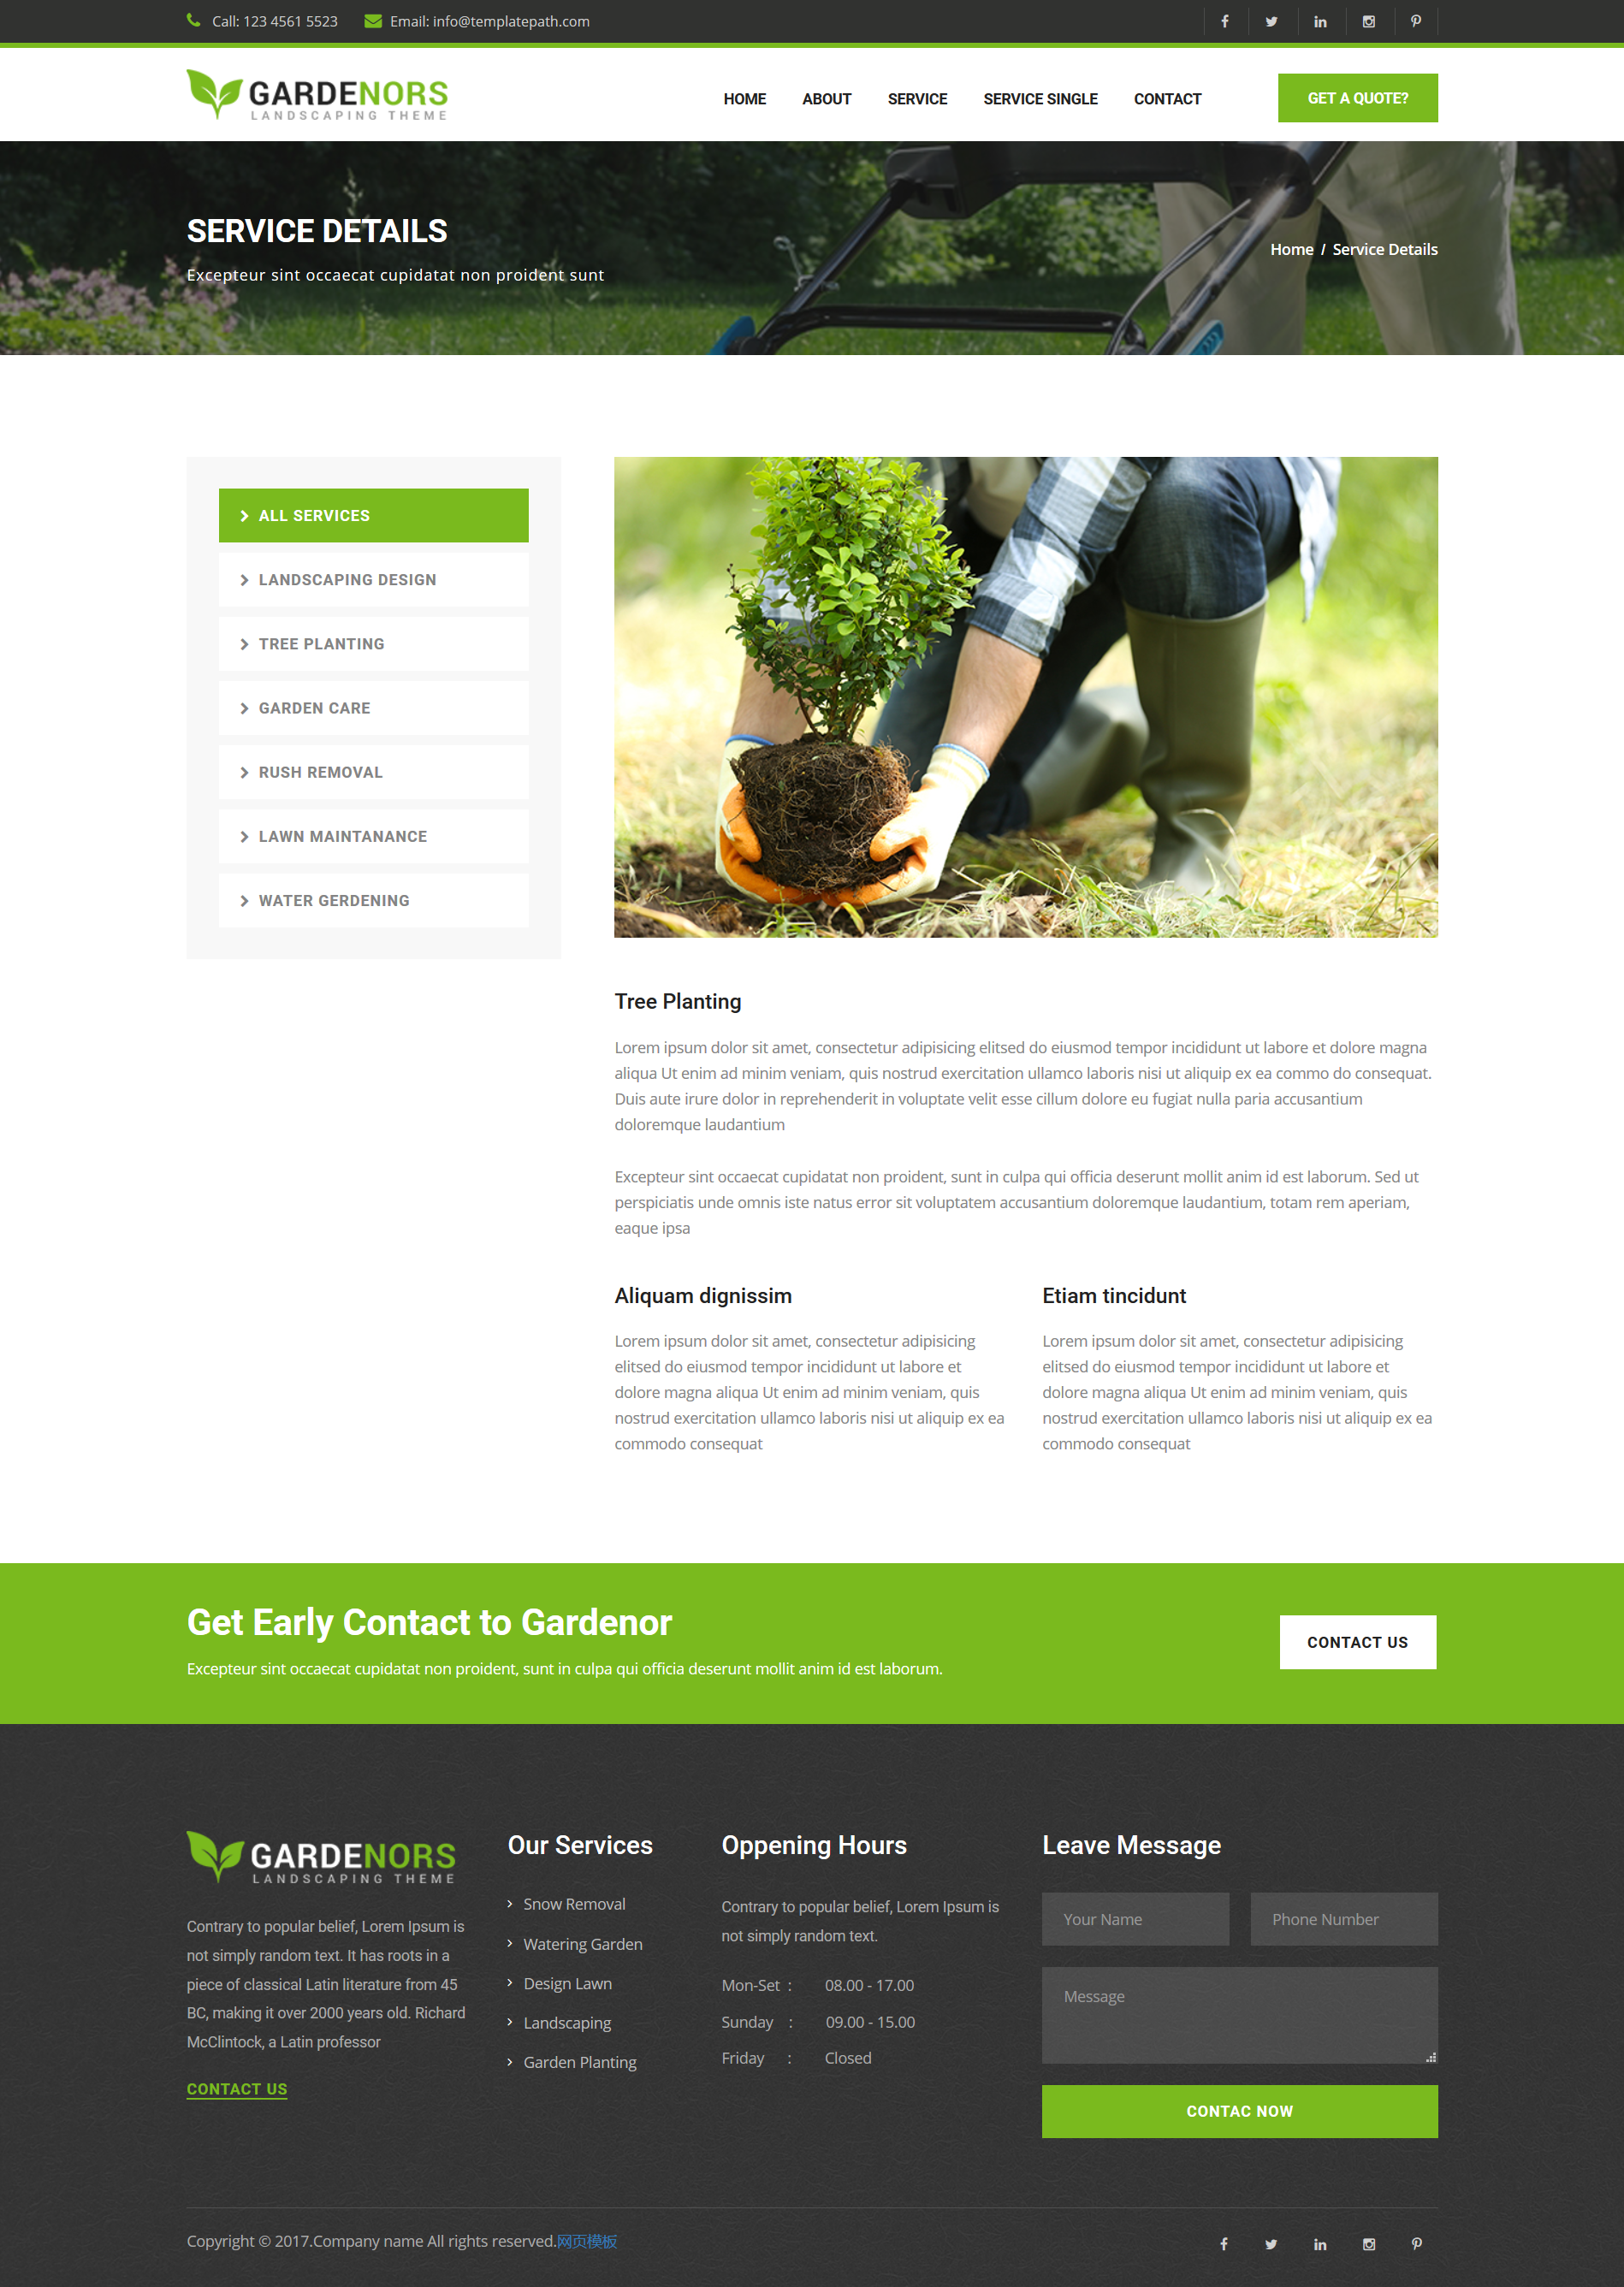 Call: 123 4561 5523
Email: info@templatepath.com
GARDENORS
LANDSCAPING THEME
HOME
ABOUT
SERVICE
SERVICE SINGLE
CONTACT
GET A QUOTE?
SERVICE DETAILS
Excepteur sint occaecat cupidatat non proident sunt
Home / Service Details
ALL SERVICES
LANDSCAPING DESIGN
TREE PLANTING
GARDEN CARE
RUSH REMOVAL
LAWN MAINTANANCE
WATER GERDENING
Tree Planting
Lorem ipsum dolor sit amet, consectetur adipisicing elitsed do eiusmod tempor incididunt ut labore et dolore magna
aliqua Ut enim ad minim veniam, quis nostrud exercitation ullamco laboris nisi ut aliquip ex ea commo do consequat.
Duis aute irure dolor in reprehenderit in voluptate velit esse cillum dolore eu fugiat nulla paria accusantium
doloremque laudantium
Excepteur sint occaecat cupidatat non proident, sunt in culpa qui officia deserunt mollit anim id est laborum. Sed ut
perspiciatis unde omnis iste natus error sit voluptatem accusantium doloremque laudantium, totam rem aperiam,
eaque ipsa
Aliquam dignissim
Lorem ipsum dolor sit amet, consectetur adipisicing
elitsed do eiusmod tempor incididunt ut labore et
dolore magna aliqua Ut enim ad minim veniam, quis
nostrud exercitation ullamco laboris nisi ut aliquip ex ea
commodo consequat
Etiam tincidunt
Lorem ipsum dolor sit amet, consectetur adipisicing
elitsed do eiusmod tempor incididunt ut labore et
dolore magna aliqua Ut enim ad minim veniam, quis
nostrud exercitation ullamco laboris nisi ut aliquip ex ea
commodo consequat
Get Early Contact to Gardenor
Excepteur sint occaecat cupidatat non proident, sunt in culpa qui officia deserunt mollit anim id est laborum.
CONTACT US
GARDENORS
LANDSCAPING THEME
Contrary to popular belief, Lorem Ipsum is
not simply random text. It has roots in a
piece of classical Latin literature from 45
BC, making it over 2000 years old. Richard
McClintock, a Latin professor
CONTACT US
Our Services
Snow Removal
Watering Garden
Design Lawn
Landscaping
Garden Planting
Oppening Hours
Contrary to popular belief, Lorem Ipsum is
not simply random text.
Mon-Set : 08.00 - 17.00
Sunday : 09.00 - 15.00
Friday : Closed
Leave Message
Your Name
Phone Number
Message
CONTAC NOW
Copyright © 2017.Company name All rights reserved.网页模板